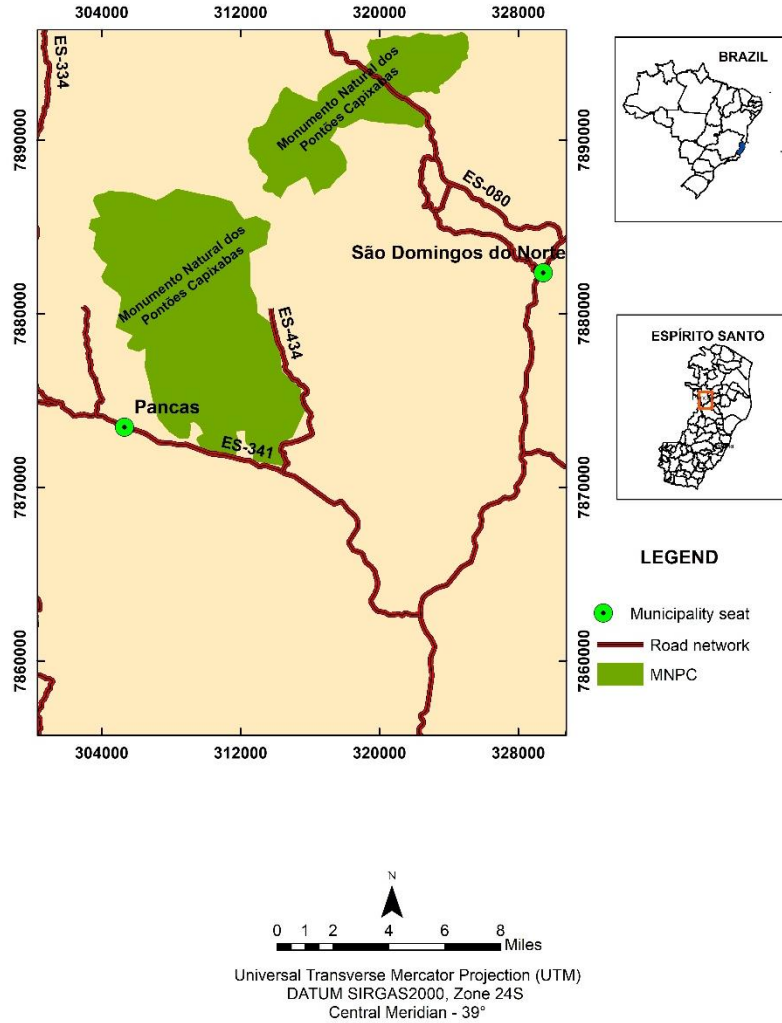 304000 312000 320000 328000
ES-334
Monumento Natural dos
Pontões Capixabas
7890000
7890000
ES-080
São Domingos do Norte
Monumento Natural dos
Pontões Capixabas
7880000
7880000
ES-434
Pancas
ES-341
7870000
7870000
7860000
7860000
304000 312000 320000 328000
BRAZIL
ESPÍRITO SANTO
LEGEND
Municipality seat
Road network
MNPC
N
0 1 2 4 6 8
Miles
Universal Transverse Mercator Projection (UTM)
DATUM SIRGAS2000, Zone 24S
Central Meridian - 39°